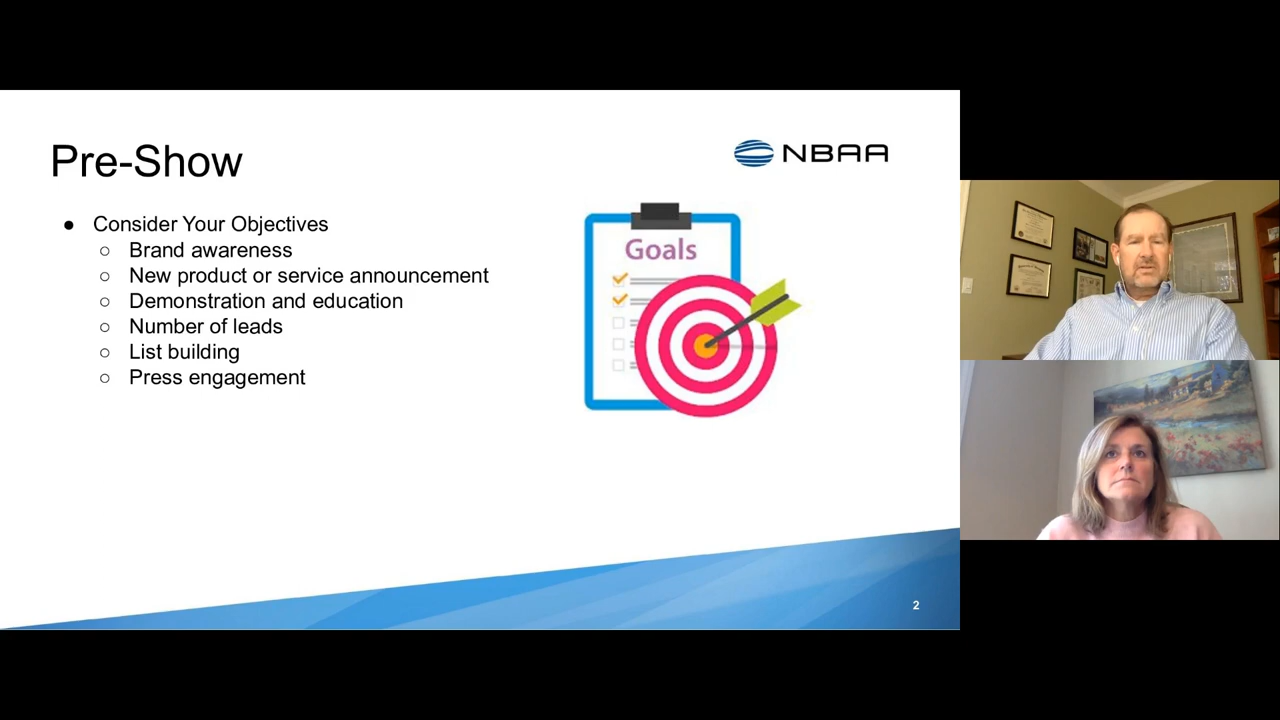 Pre-Show
NBAA
● Consider Your Objectives
○ Brand awareness
○ New product or service announcement
○ Demonstration and education
○ Number of leads
○ List building
○ Press engagement
Goals
2